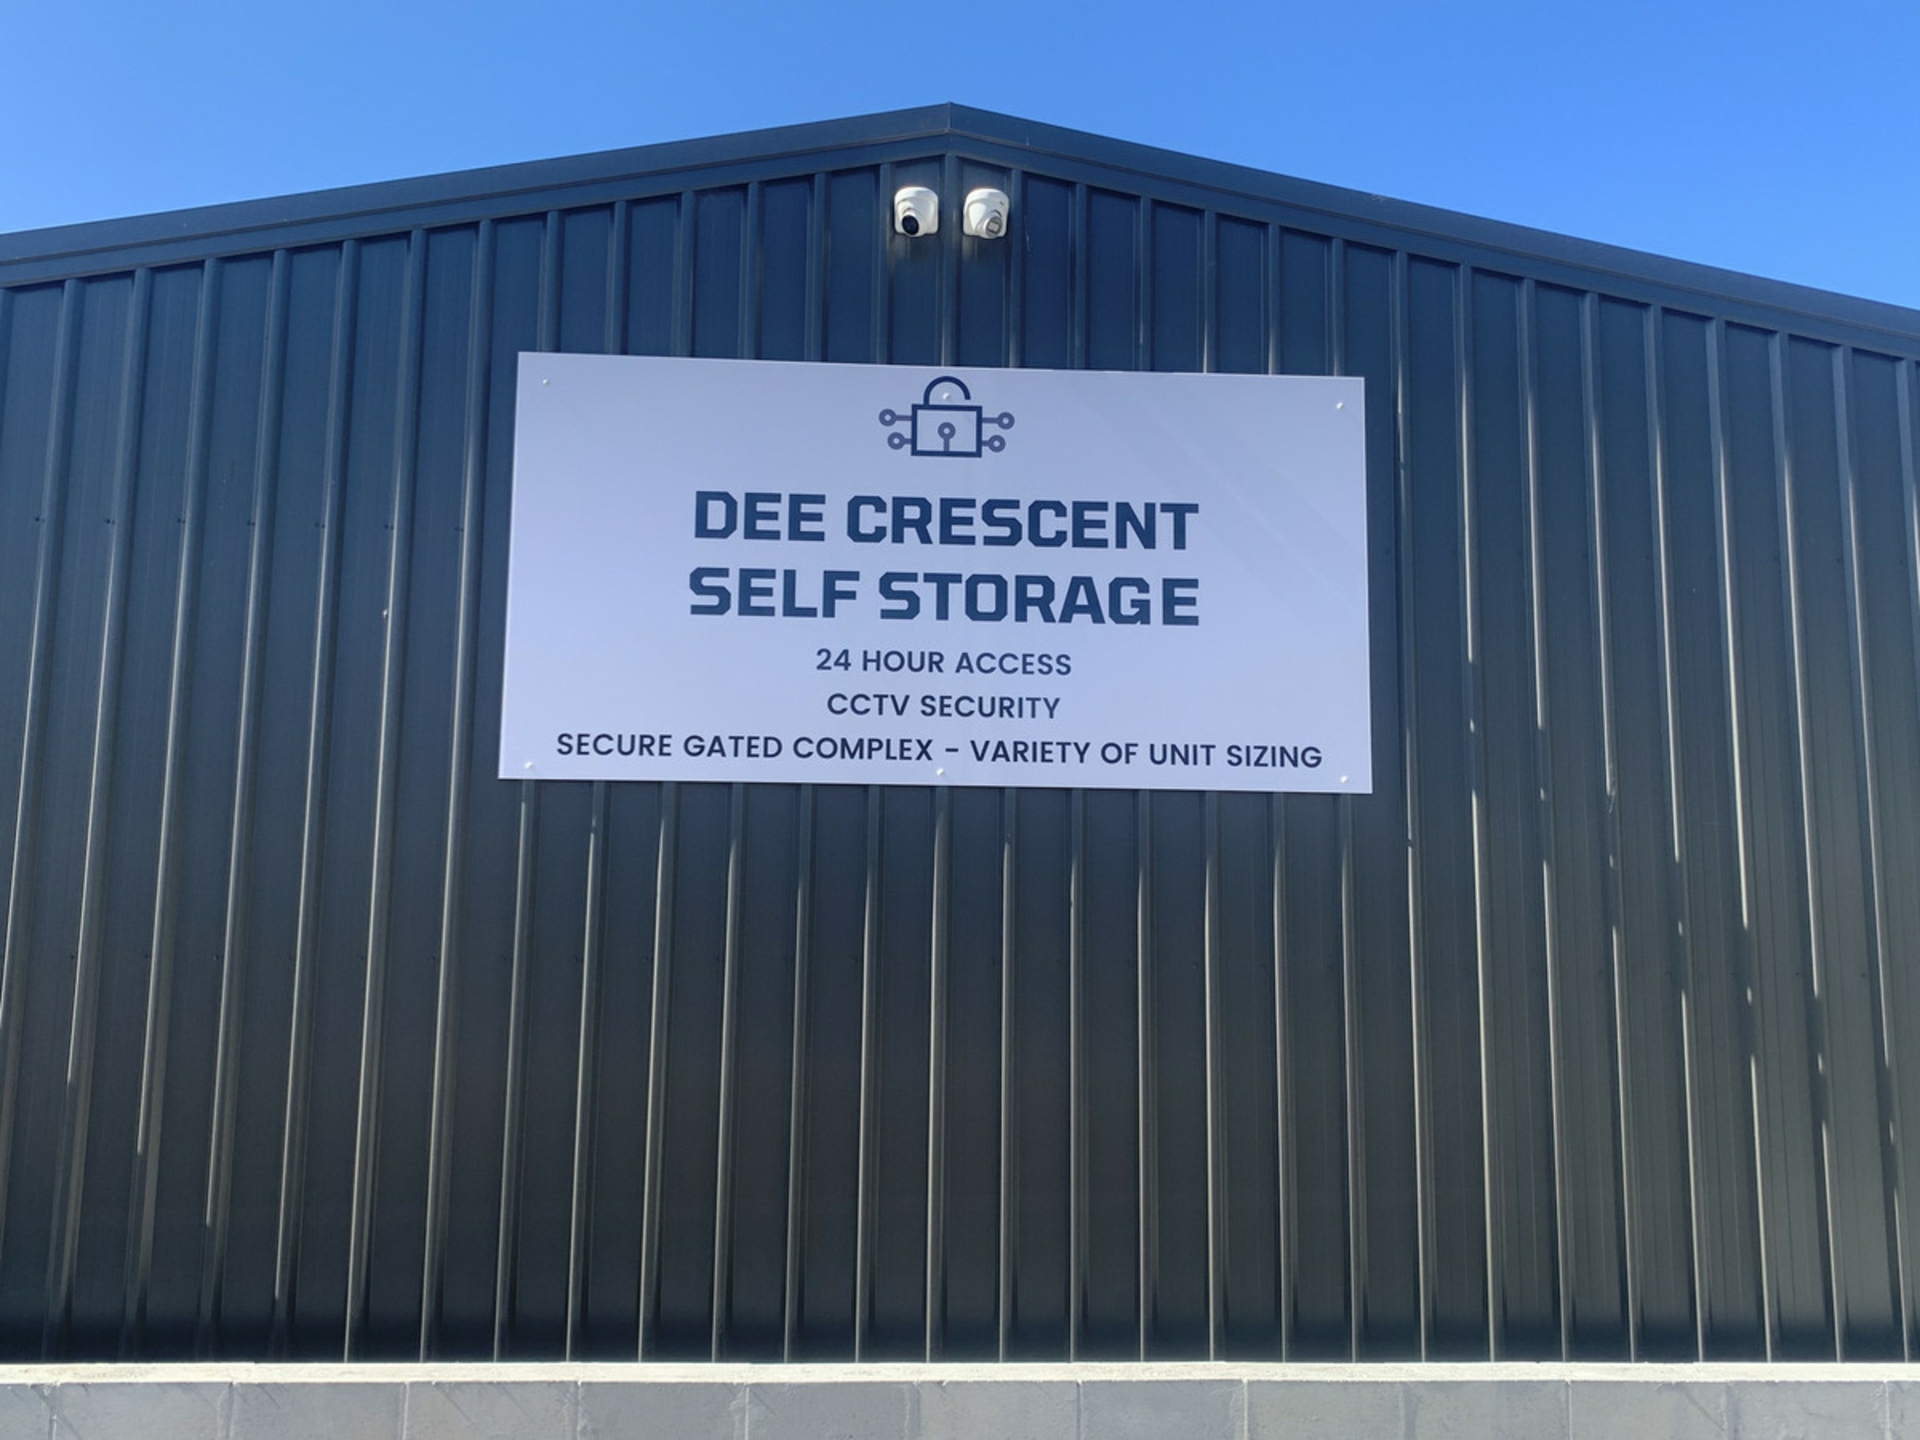 DEE CRESCENT
SELF STORAGE
24 HOUR ACCESS
CCTV SECURITY
SECURE GATED COMPLEX - VARIETY OF UNIT SIZING